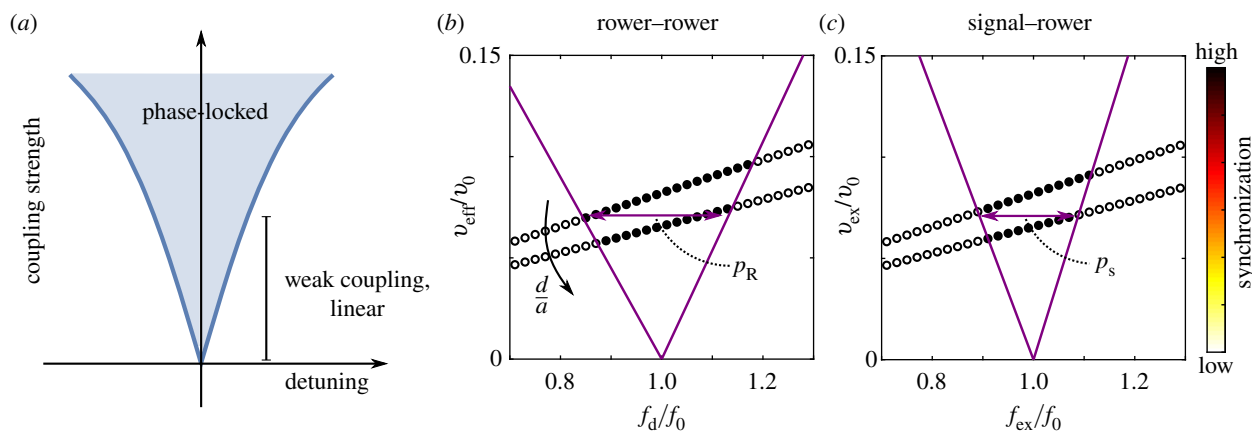 (a)
coupling strength
phase-locked
weak coupling,
linear
detuning
(b)
rower–rower
0.15
v_eff/v_0
0
d/a
p_R
0.8 1.0 1.2
f_d/f_0
(c)
signal–rower
0.15
v_ex/v_0
0
p_s
0.8 1.0 1.2
f_ex/f_0
high
synchronization
low